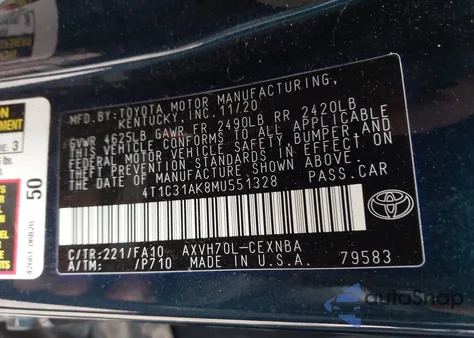 MFD. BY: TOYOTA MOTOR MANUFACTURING,
KENTUCKY, INC. 11/20
GVWR 4625LB GAWR FR 2490LB RR 2420LB
THIS VEHICLE CONFORMS TO ALL APPLICABLE
FEDERAL MOTOR VEHICLE SAFETY, BUMPER, AND
THEFT PREVENTION STANDARDS IN EFFECT ON
THE DATE OF MANUFACTURE SHOWN ABOVE.
4T1C31AK8MU551328 PASS.CAR
C/TR:221/FA10 AXVH70L-CEXNBA
A/TM: /P710 MADE IN U.S.A. 79583
50
3
autoSnap